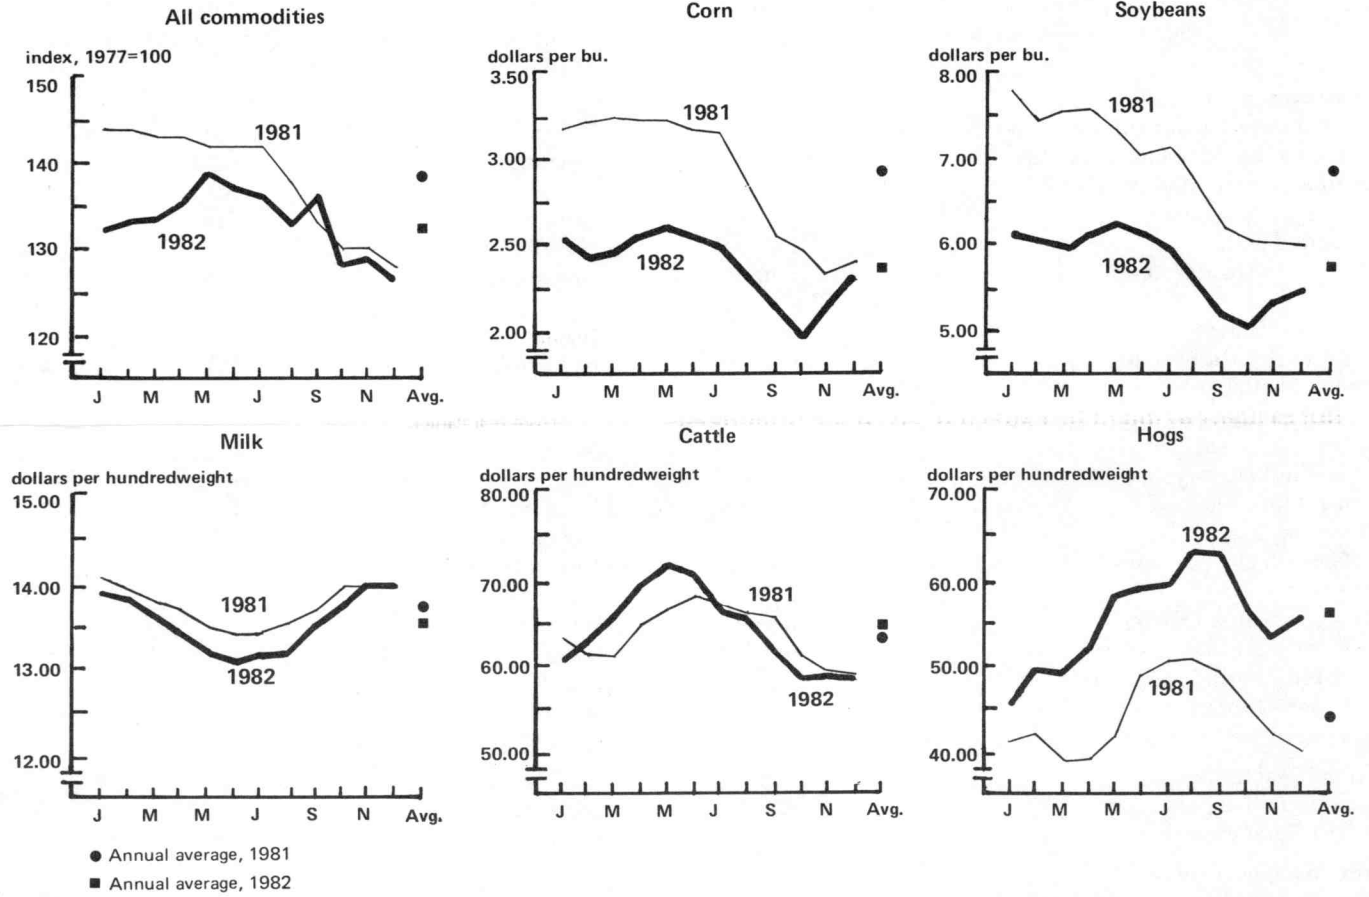 All commodities
index, 1977=100
150
140
130
120
1981
1982
J M M J S N Avg.
Corn
dollars per bu.
3.50
3.00
2.50
2.00
1981
1982
J M M J S N Avg.
Soybeans
dollars per bu.
8.00
7.00
6.00
5.00
1981
1982
J M M J S N Avg.
Milk
dollars per hundredweight
15.00
14.00
13.00
12.00
1981
1982
J M M J S N Avg.
Cattle
dollars per hundredweight
80.00
70.00
60.00
50.00
1981
1982
J M M J S N Avg.
Hogs
dollars per hundredweight
70.00
60.00
50.00
40.00
1982
1981
J M M J S N Avg.
● Annual average, 1981
■ Annual average, 1982